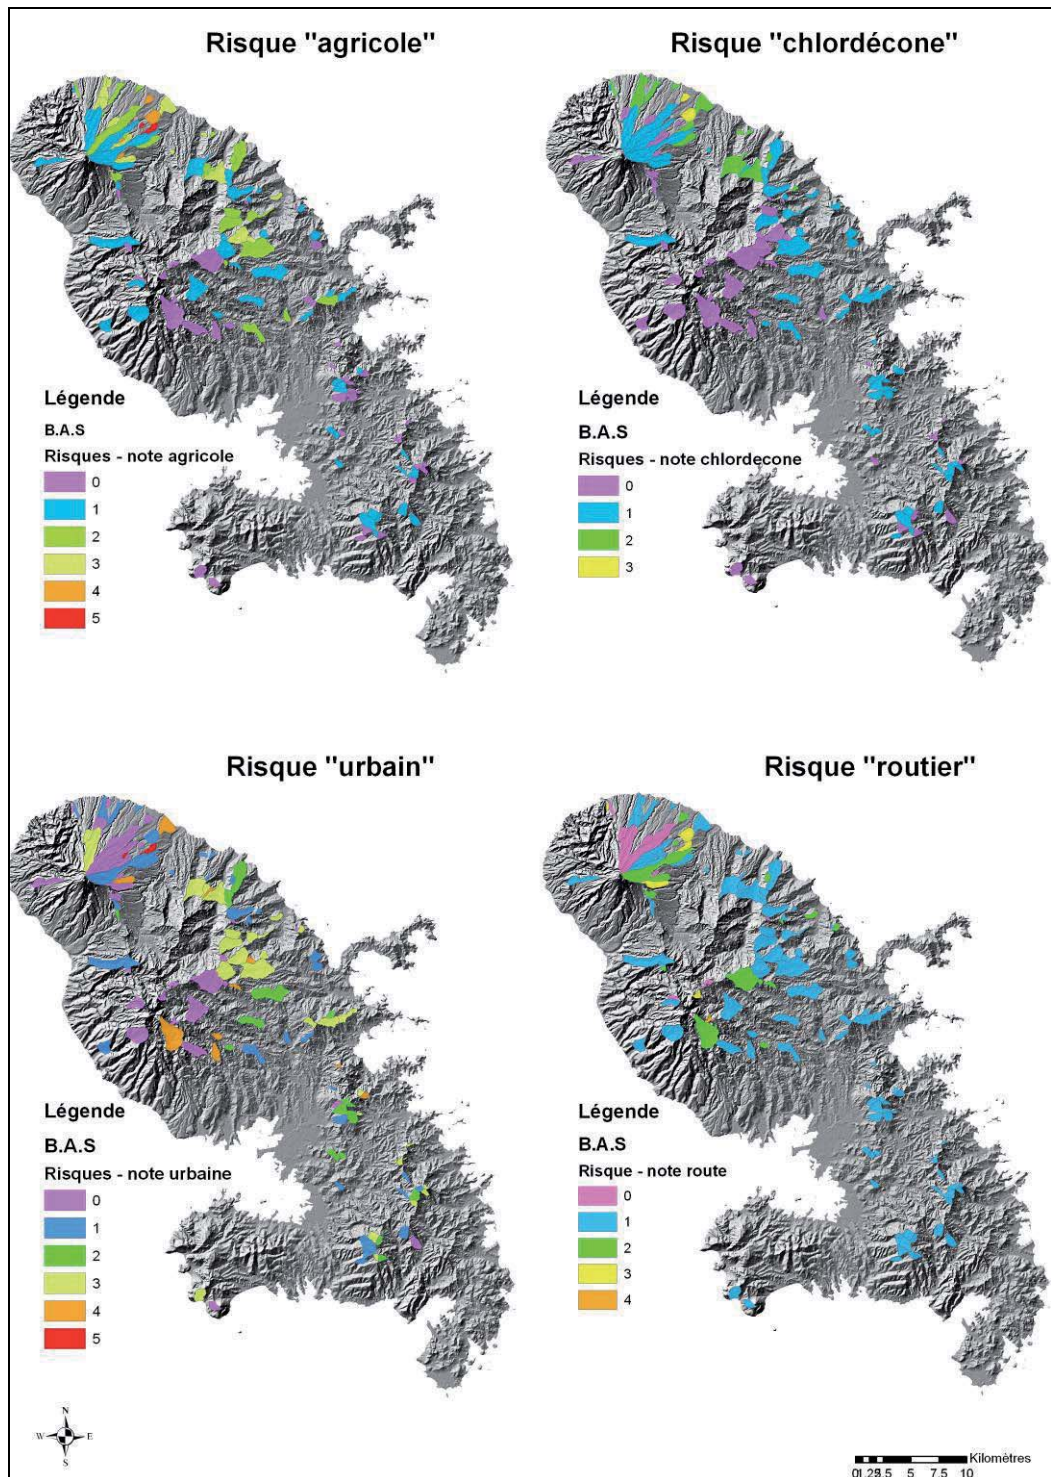 Risque "agricole"
Risque "chlordécone"
Légende
B.A.S
Risques - note agricole
0
1
2
3
4
5
Légende
B.A.S
Risques - note chlordecone
0
1
2
3
Risque "urbain"
Risque "routier"
Légende
B.A.S
Risques - note urbaine
0
1
2
3
4
5
Légende
B.A.S
Risque - note route
0
1
2
3
4
N
W E
S
Kilomètres
5 7.5 10